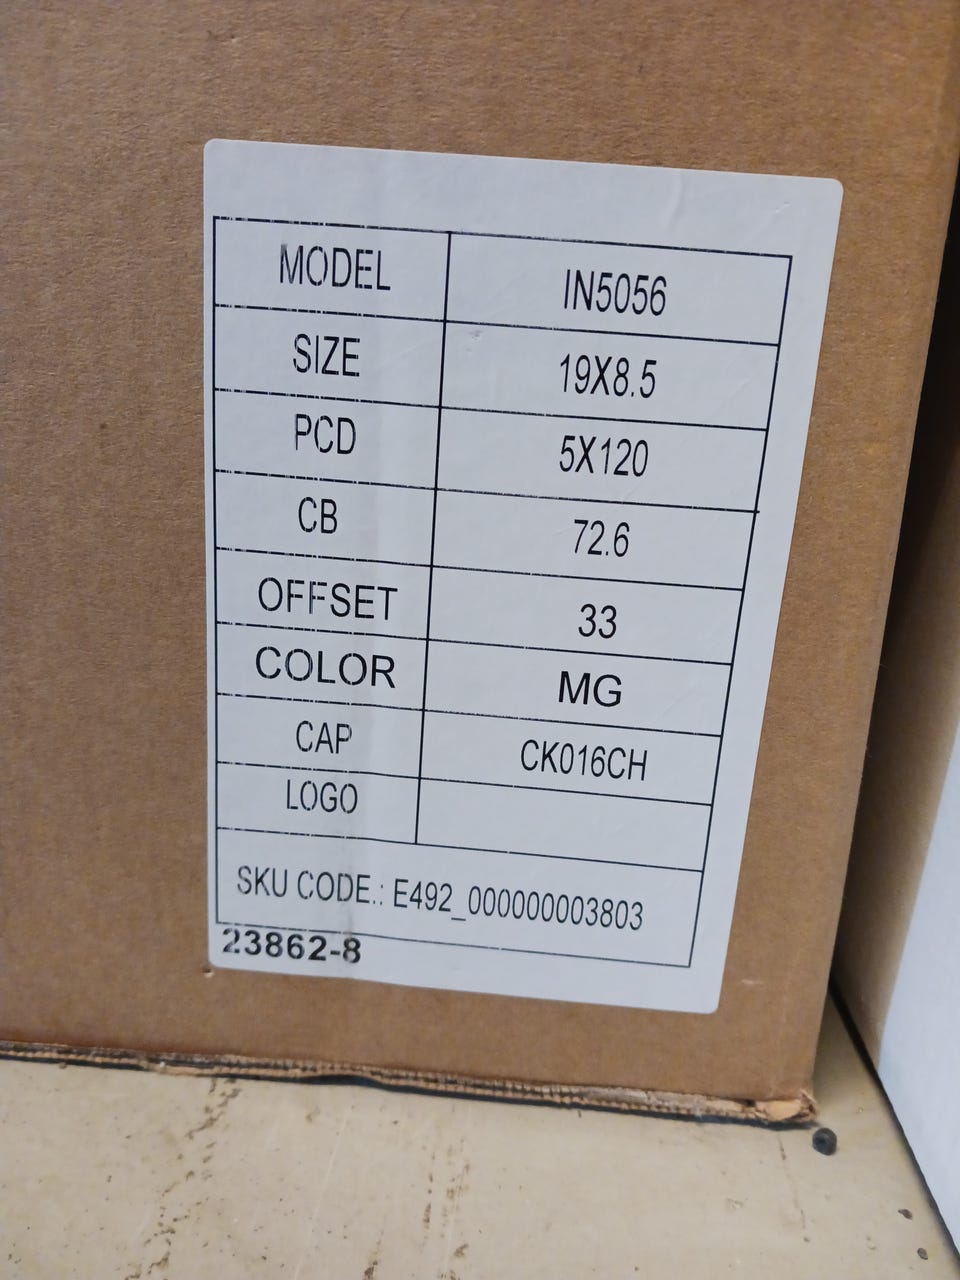 MODEL IN5056
SIZE 19X8.5
PCD 5X120
CB 72.6
OFFSET 33
COLOR MG
CAP CK016CH
LOGO
SKU CODE.: E492_000000003803
23862-8